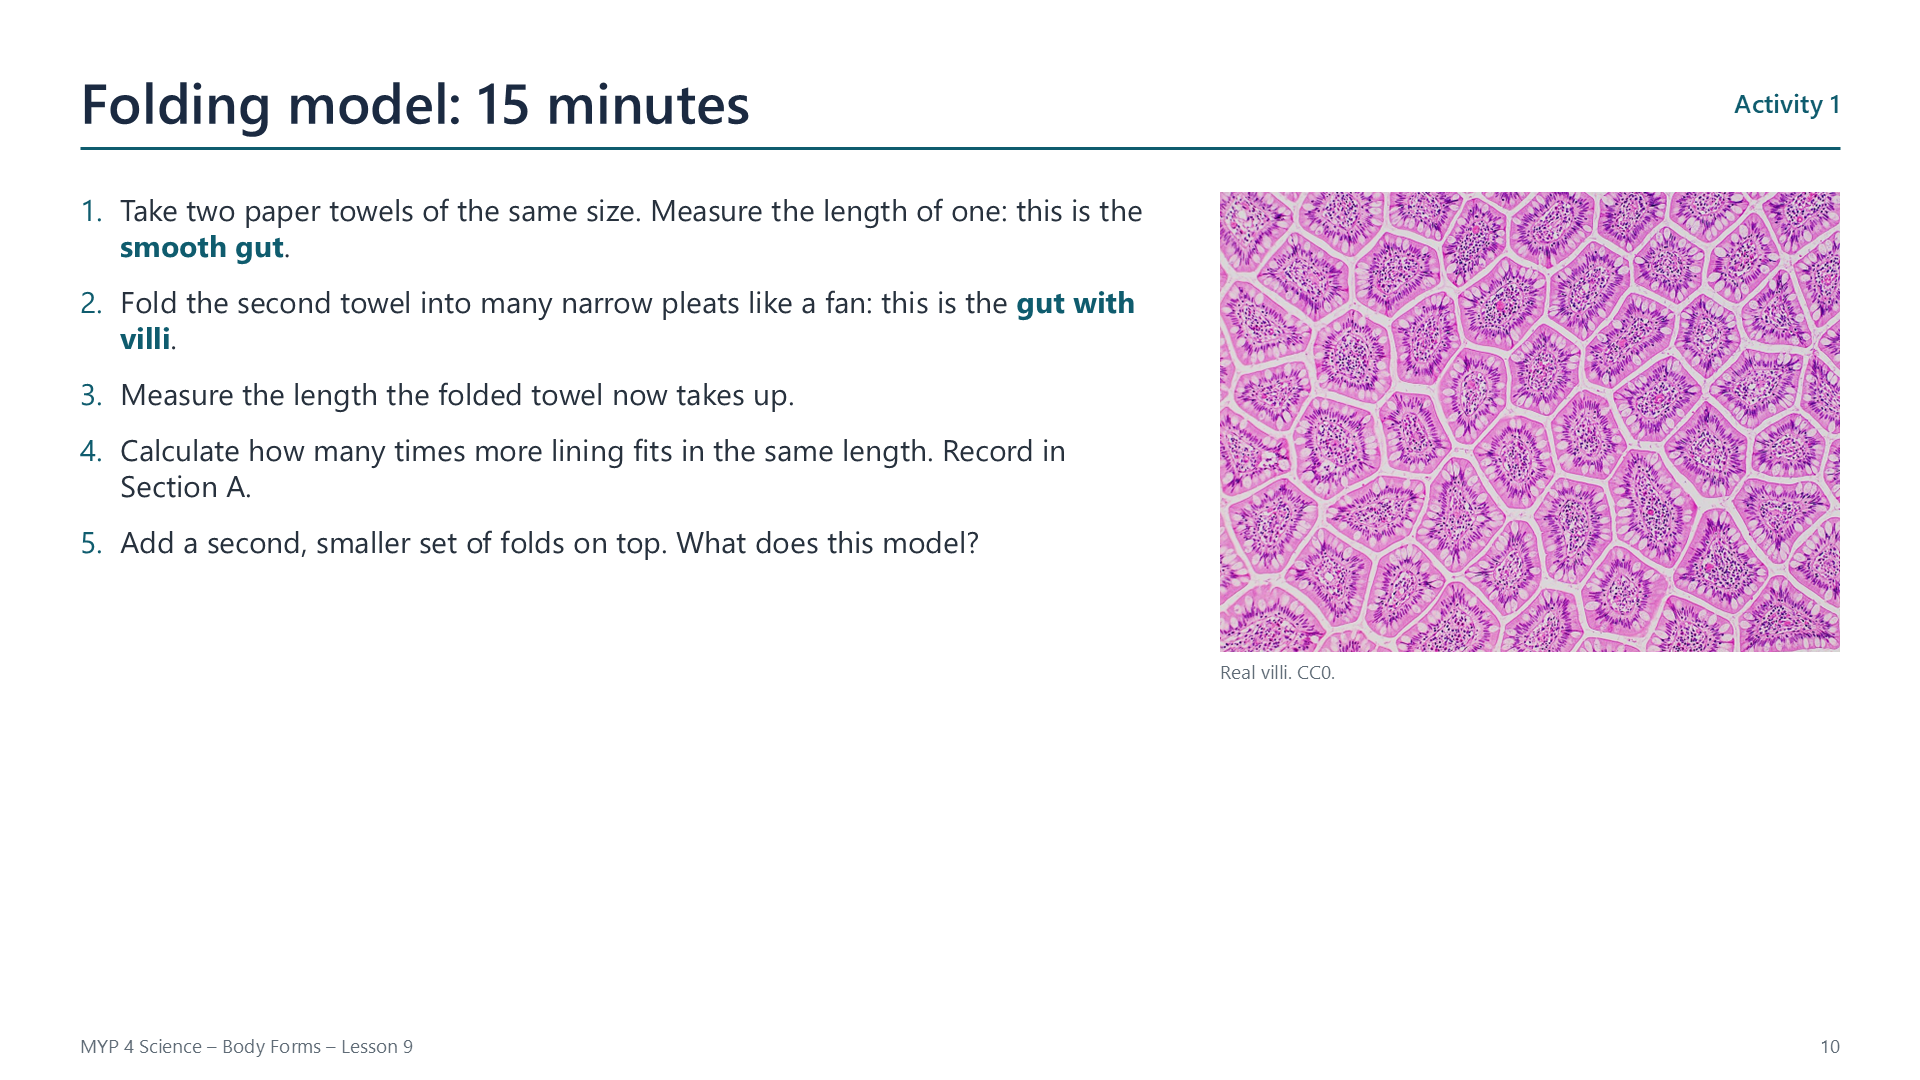 Folding model: 15 minutes
Activity 1
1. Take two paper towels of the same size. Measure the length of one: this is the
smooth gut.
2. Fold the second towel into many narrow pleats like a fan: this is the gut with
villi.
3. Measure the length the folded towel now takes up.
4. Calculate how many times more lining fits in the same length. Record in
Section A.
5. Add a second, smaller set of folds on top. What does this model?
Real villi. CC0.
MYP 4 Science – Body Forms – Lesson 9
10